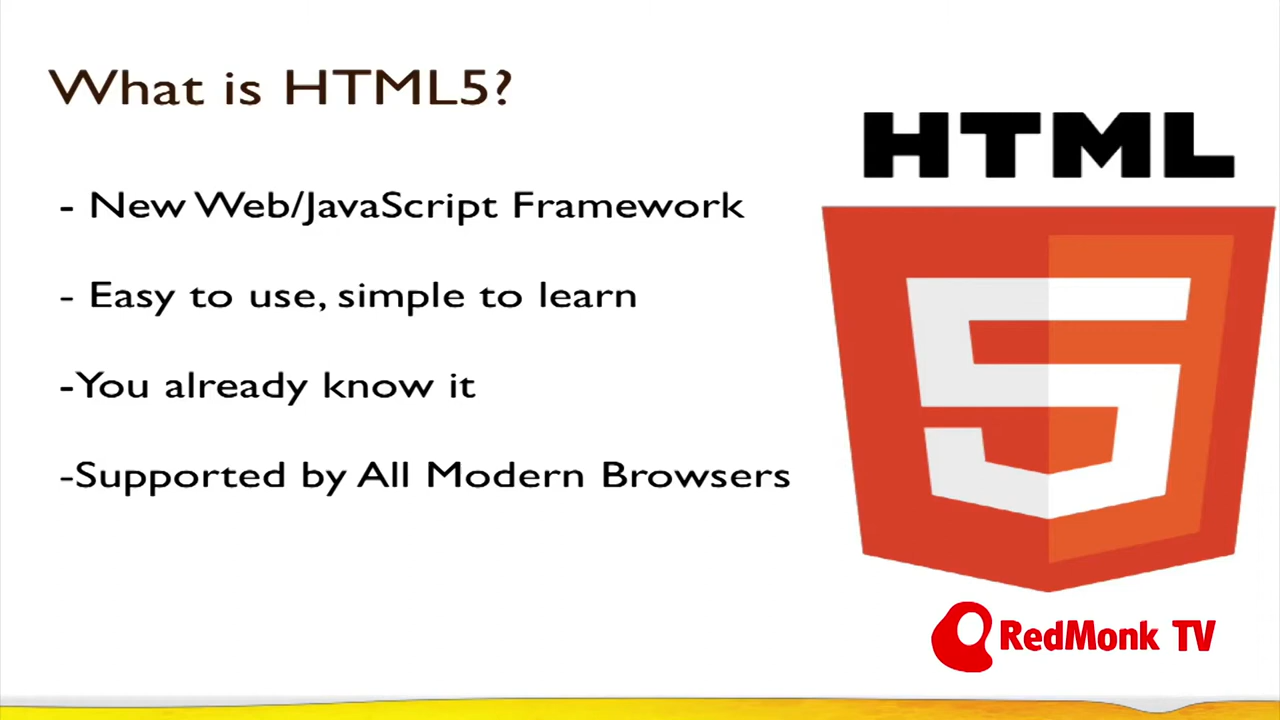 What is HTML5?
- New Web/JavaScript Framework
- Easy to use, simple to learn
-You already know it
-Supported by All Modern Browsers
HTML
5
RedMonk TV